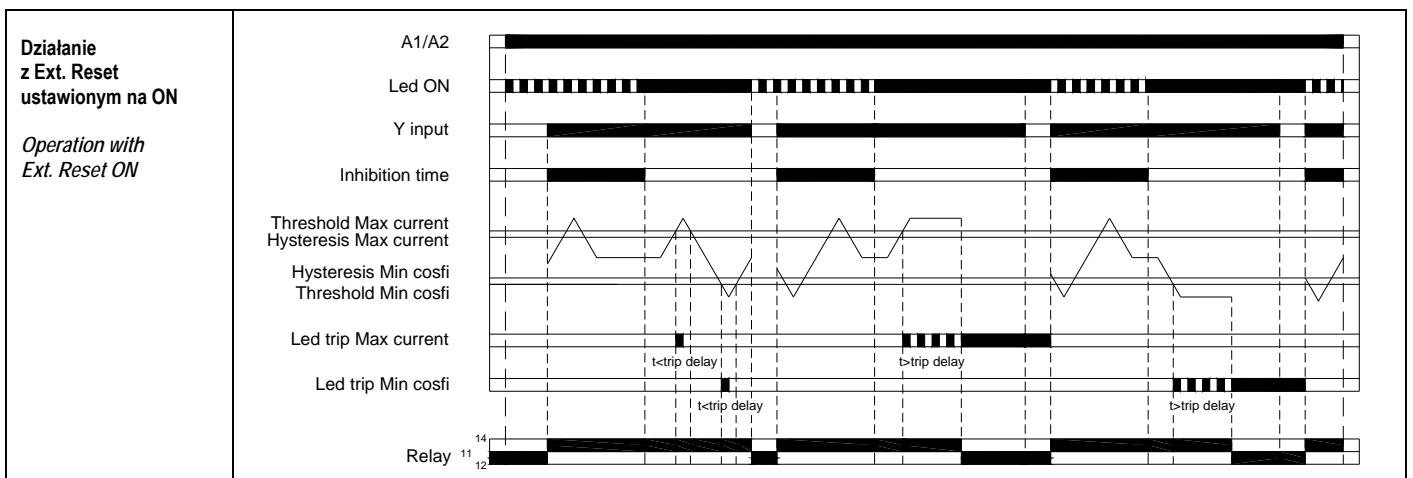 Działanie
z Ext. Reset
ustawionym na ON
Operation with
Ext. Reset ON
A1/A2
Led ON
Y input
Inhibition time
Threshold Max current
Hysteresis Max current
Hysteresis Min cosfi
Threshold Min cosfi
Led trip Max current
t<trip delay
t>trip delay
Led trip Min cosfi
t<trip delay
t>trip delay
14
Relay 11
12